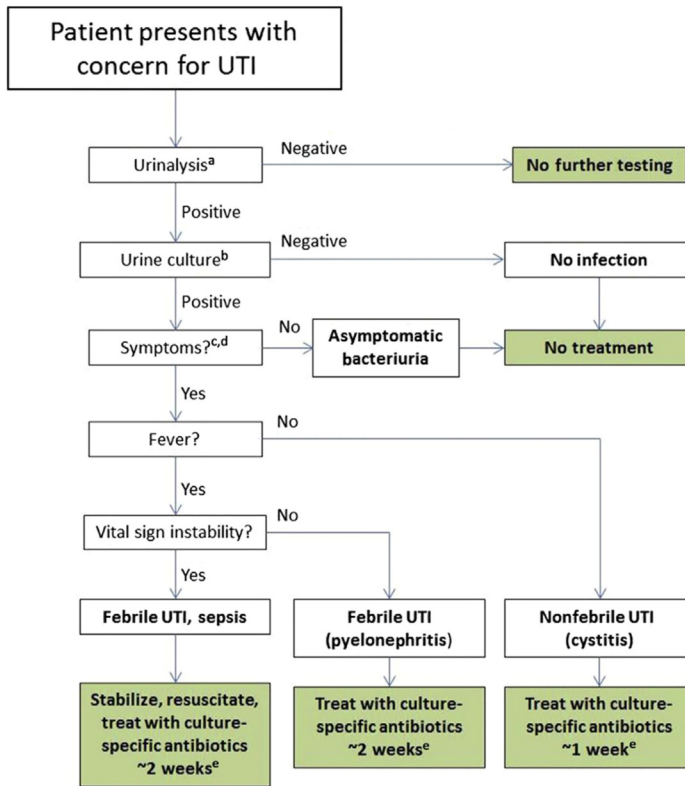 Patient presents with
concern for UTI
Urinalysisᵃ
Negative
No further testing
Positive
Urine cultureᵇ
Negative
No infection
Positive
Symptoms?ᶜ,ᵈ
No
Asymptomatic
bacteriuria
No treatment
Yes
Fever?
No
Yes
Vital sign instability?
No
Yes
Febrile UTI, sepsis
Febrile UTI
(pyelonephritis)
Nonfebrile UTI
(cystitis)
Stabilize, resuscitate,
treat with culture-
specific antibiotics
~2 weeksᵉ
Treat with culture-
specific antibiotics
~2 weeksᵉ
Treat with culture-
specific antibiotics
~1 weekᵉ